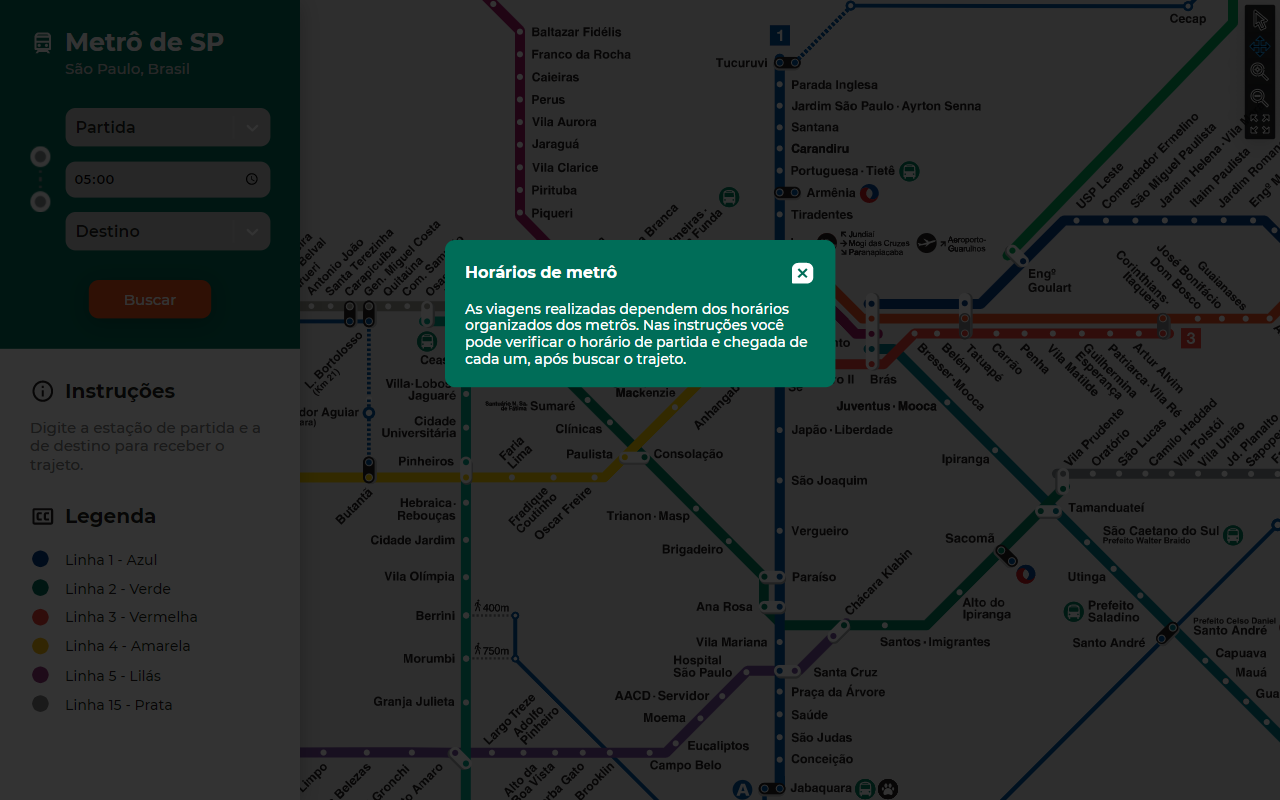 Metrô de SP
São Paulo, Brasil
Partida
05:00
Destino
Buscar
Instruções
Digite a estação de partida e a
de destino para receber o
trajeto.
Legenda
Linha 1 - Azul
Linha 2 - Verde
Linha 3 - Vermelha
Linha 4 - Amarela
Linha 5 - Lilás
Linha 15 - Prata
Horários de metrô
As viagens realizadas dependem dos horários
organizados dos metrôs. Nas instruções você
pode verificar o horário de partida e chegada de
cada um, após buscar o trajeto.
Baltazar Fidélis
Franco da Rocha
Caieiras
Perus
Vila Aurora
Jaraguá
Vila Clarice
Pirituba
Piqueri
1
Tucuruvi
Parada Inglesa
Jardim São Paulo · Ayrton Senna
Santana
Carandiru
Portuguesa · Tietê
Armênia
Tiradentes
Jundiaí
Mogi das Cruzes
Paranapiacaba
Aeroporto-
Guarulhos
Cecap
USP Leste
Comendador Ermelino
São Miguel Paulista
Jardim Helena · Vila
Itaim Paulista
Jardim Roman
Engº
Engº
Goulart
Corinthians-
Itaquera
Dom Bosco
José Bonifácio
Guaianases
3
Brás
Bresser · Mooca
Belém
Tatuapé
Carrão
Penha
Vila Matilde
Guilhermina
Esperança
Patriarca · Vila Ré
Artur Alvim
Belval
Antonio João
Santa Terezinha
Carapicuíba
Gen. Miguel Costa
Quitaúna
L. Bortolosso
(Km 21)
dor Aguiar
Butantã
Villa-Lobos
Jaguaré
Cidade
Universitária
Pinheiros
Hebraica ·
Rebouças
Cidade Jardim
Vila Olímpia
Berrini
400m
Morumbi
750m
Granja Julieta
Sumaré
Clínicas
Mackenzie
Paulista
Consolação
Faria
Lima
Fradique
Coutinho
Oscar Freire
Trianon · Masp
Brigadeiro
Juventus · Mooca
Japão · Liberdade
São Joaquim
Vergueiro
Paraíso
Ana Rosa
Vila Mariana
Chácara Klabin
Santos · Imigrantes
Alto do
Ipiranga
Sacomã
Ipiranga
Vila Prudente
Oratório
São Lucas
Camilo Haddad
Vila Tolstói
Vila União
Jd. Planalto
Sapop
Tamanduateí
São Caetano do Sul
Prefeito Walter Braido
Utinga
Prefeito
Saladino
Santo André
Prefeito Celso Daniel
Santo André
Capuava
Mauá
Gua
Hospital
São Paulo
Santa Cruz
AACD · Servidor
Praça da Árvore
Moema
Saúde
Eucaliptos
São Judas
Campo Belo
Conceição
Jabaquara
A
Largo Treze
Adolfo
Pinheiro
Limpo
Belezas
Gronchi
Amaro
Alto da
Boa Vista
rba Gato
Brooklin